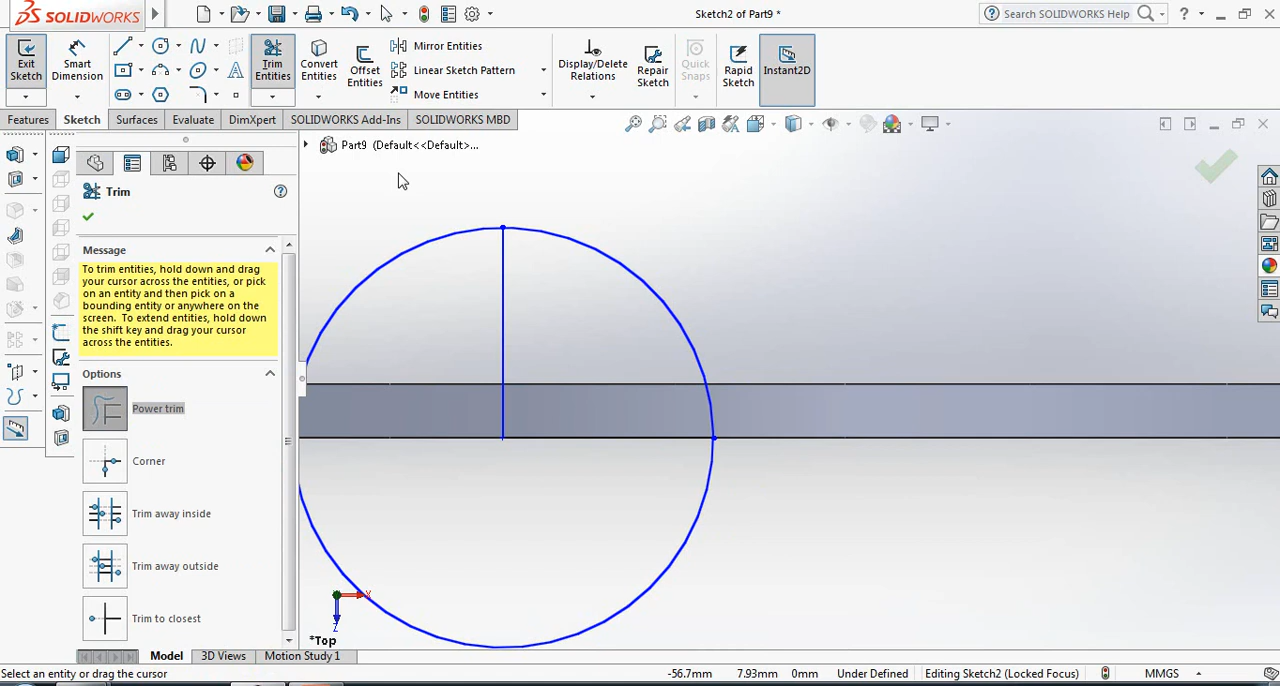 SOLIDWORKS
Sketch2 of Part9 *
Search SOLIDWORKS Help
?
Exit Sketch
Smart Dimension
Trim Entities
Convert Entities
Offset Entities
Mirror Entities
Linear Sketch Pattern
Move Entities
Display/Delete Relations
Repair Sketch
Quick Snaps
Rapid Sketch
Instant2D
Features
Sketch
Surfaces
Evaluate
DimXpert
SOLIDWORKS Add-Ins
SOLIDWORKS MBD
Part9 (Default<<Default>...
Trim
?
Message
To trim entities, hold down and drag
your cursor across the entities, or pick
on an entity and then pick on a
bounding entity or anywhere on the
screen. To extend entities, hold down
the shift key and drag your cursor
across the entities.
Options
Power trim
Corner
Trim away inside
Trim away outside
Trim to closest
X
Z
*Top
Model
3D Views
Motion Study 1
Select an entity or drag the cursor
-56.7mm
7.93mm
0mm
Under Defined
Editing Sketch2 (Locked Focus)
MMGS